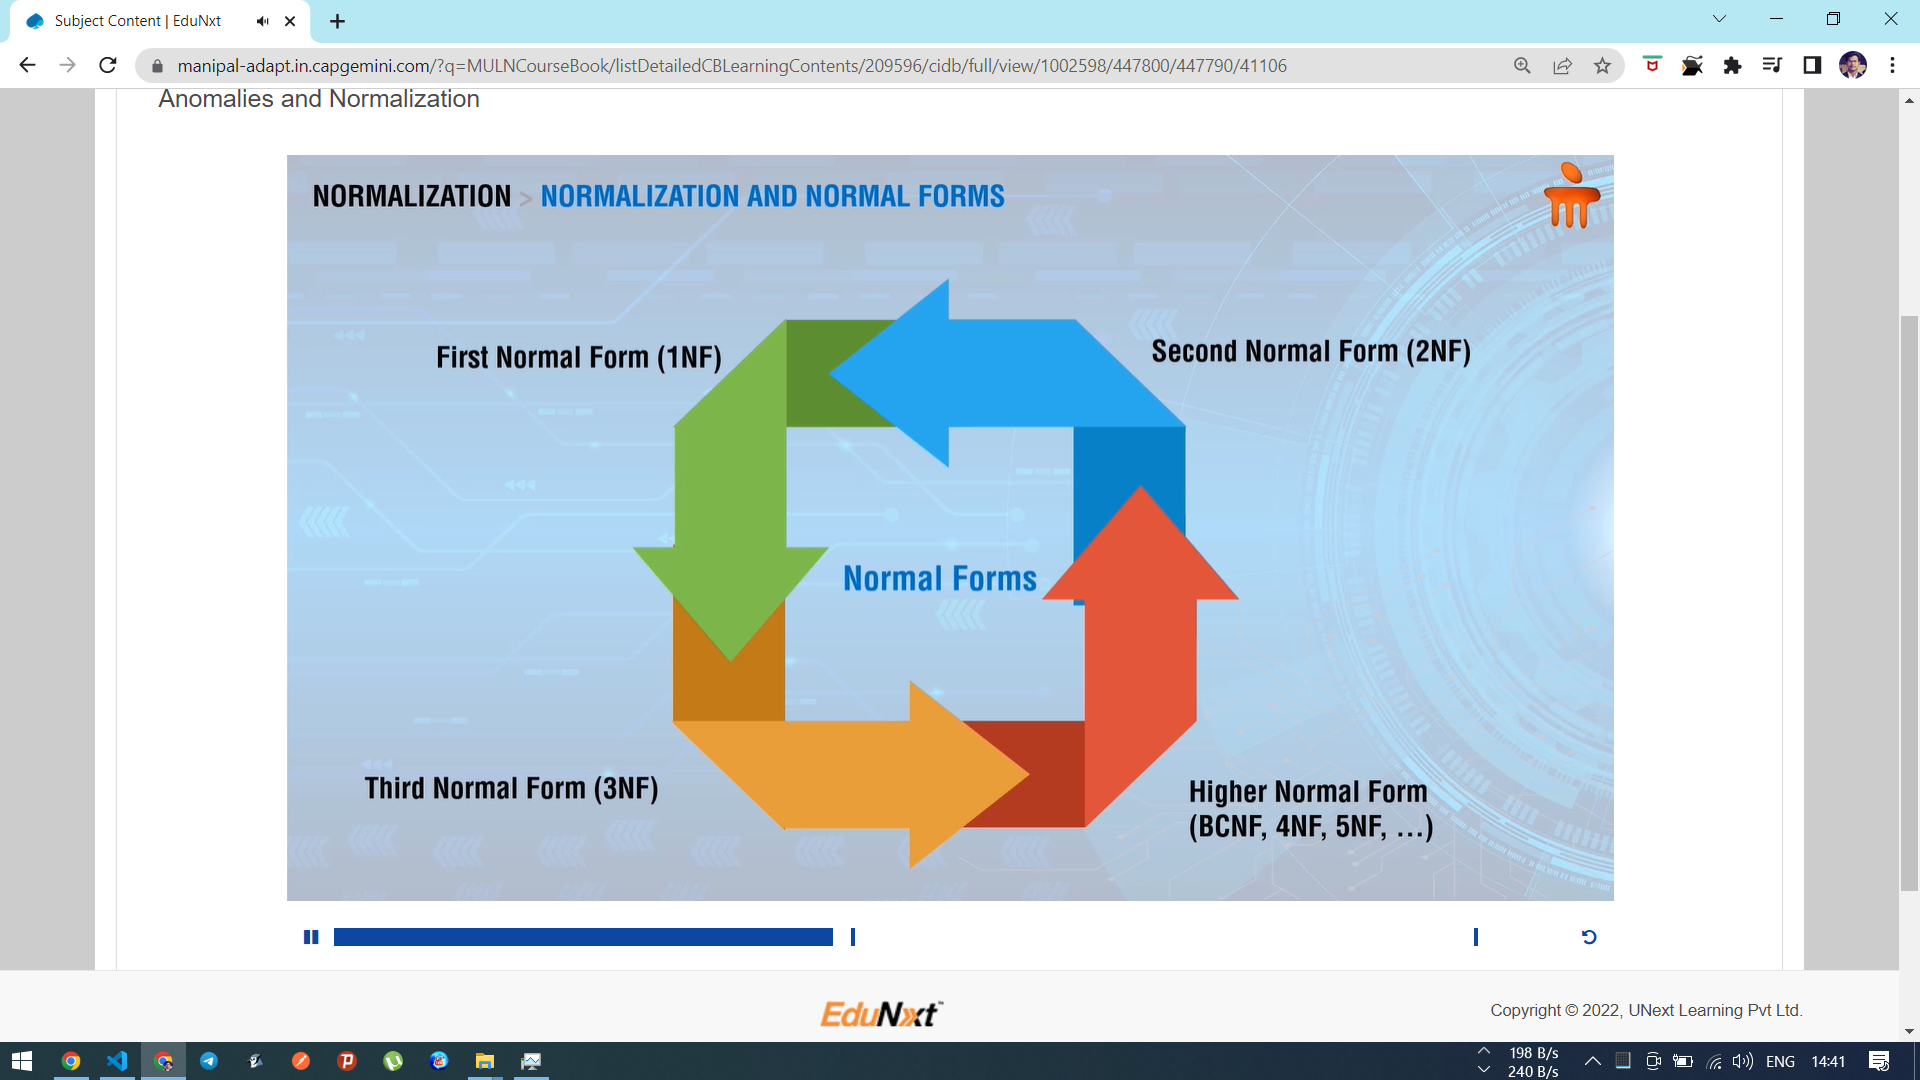 Subject Content | EduNxt
manipal-adapt.in.capgemini.com/?q=MULNCourseBook/listDetailedCBLearningContents/209596/cidb/full/view/1002598/447800/447790/41106
Anomalies and Normalization
NORMALIZATION > NORMALIZATION AND NORMAL FORMS
First Normal Form (1NF)
Second Normal Form (2NF)
Normal Forms
Third Normal Form (3NF)
Higher Normal Form
(BCNF, 4NF, 5NF, ...)
EduNxt™
Copyright © 2022, UNext Learning Pvt Ltd.
198 B/s
240 B/s
ENG
14:41